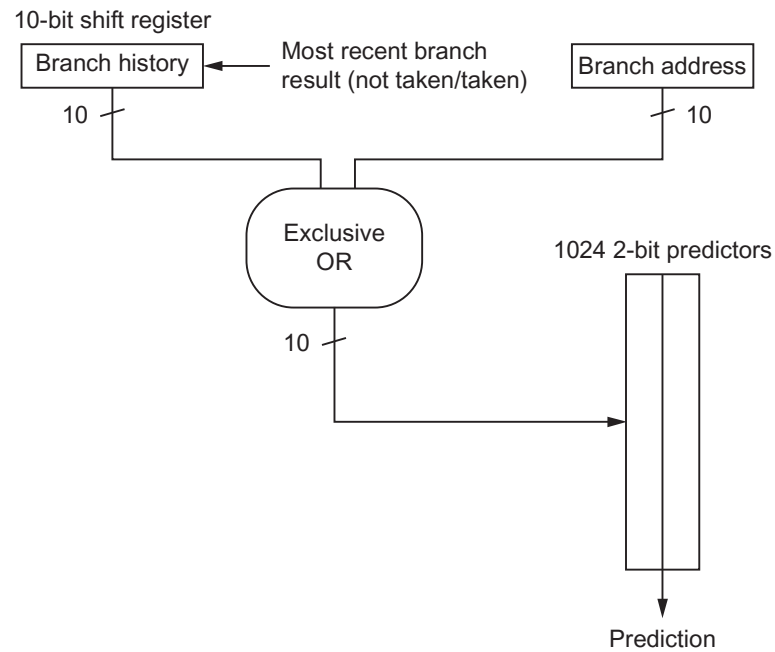 10-bit shift register
Branch history
Most recent branch
result (not taken/taken)
Branch address
10
10
Exclusive
OR
1024 2-bit predictors
10
Prediction